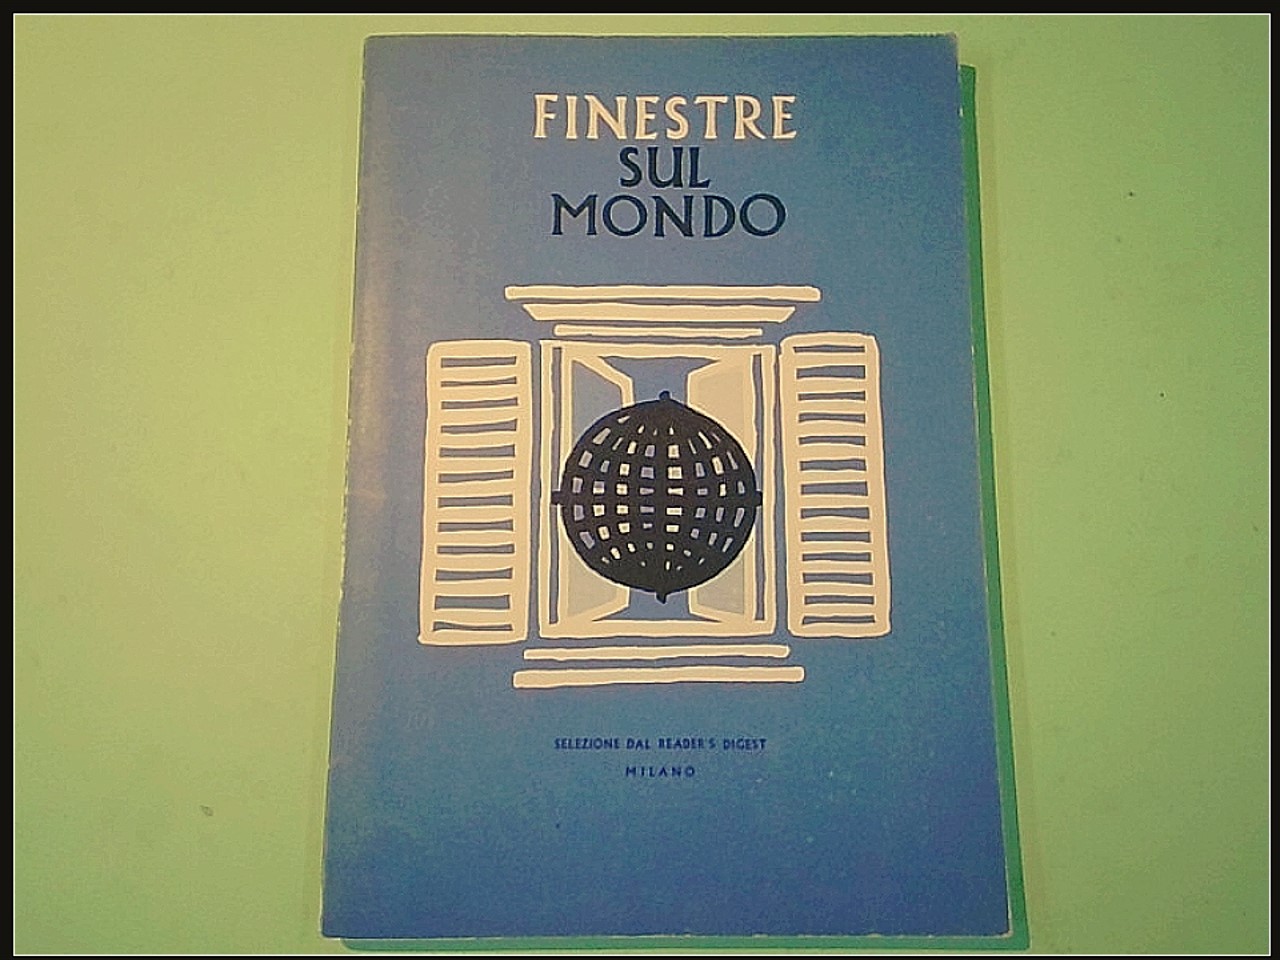 FINESTRE
SUL
MONDO
SELEZIONE DAL READER'S DIGEST
MILANO